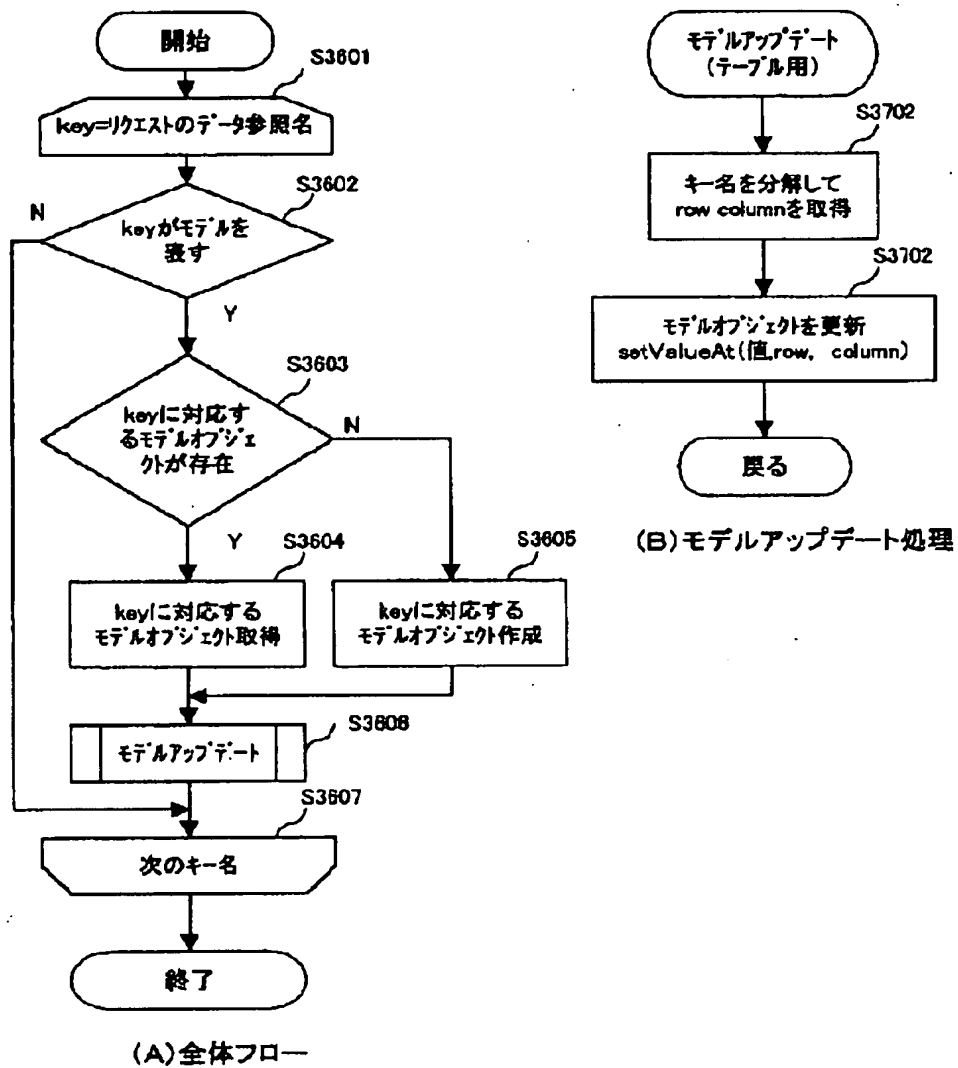 開始
S3601
key=リクエストのデータ参照名
S3602
N
keyがモデルを
表す
Y
S3603
keyに対応す
るモデルオブジェ
クトが存在
N
Y
S3604
keyに対応する
モデルオブジェクト取得
S3605
keyに対応する
モデルオブジェクト作成
S3606
モデルアップデート
S3607
次のキー名
終了
(A)全体フロー
モデルアップデート
(テーブル用)
S3702
キー名を分解して
row columnを取得
S3702
モデルオブジェクトを更新
setValueAt(値,row, column)
戻る
(B)モデルアップデート処理